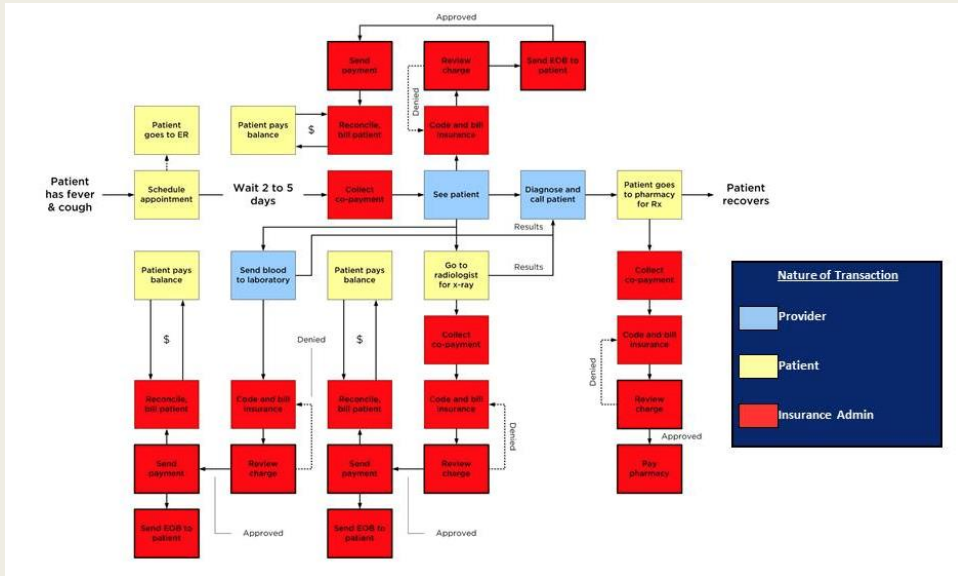 Approved
Send
payment
Review
charge
Send EOB to
patient
Denied
Patient
goes to ER
Patient pays
balance
$
Reconcile,
bill patient
Code and bill
insurance
Patient
has fever
& cough
Schedule
appointment
Wait 2 to 5
days
Collect
co-payment
See patient
Diagnose and
call patient
Patient goes
to pharmacy
for Rx
Patient
recovers
Results
Patient pays
balance
Send blood
to laboratory
Patient pays
balance
Go to
radiologist
for x-ray
Results
Collect
co-payment
Nature of Transaction
Provider
Patient
Insurance Admin
$
Denied
$
Collect
co-payment
Code and bill
insurance
Denied
Reconcile,
bill patient
Code and bill
insurance
Reconcile,
bill patient
Code and bill
insurance
Denied
Review
charge
Approved
Send
payment
Review
charge
Send
payment
Review
charge
Pay
pharmacy
Send EOB to
patient
Approved
Send EOB to
patient
Approved